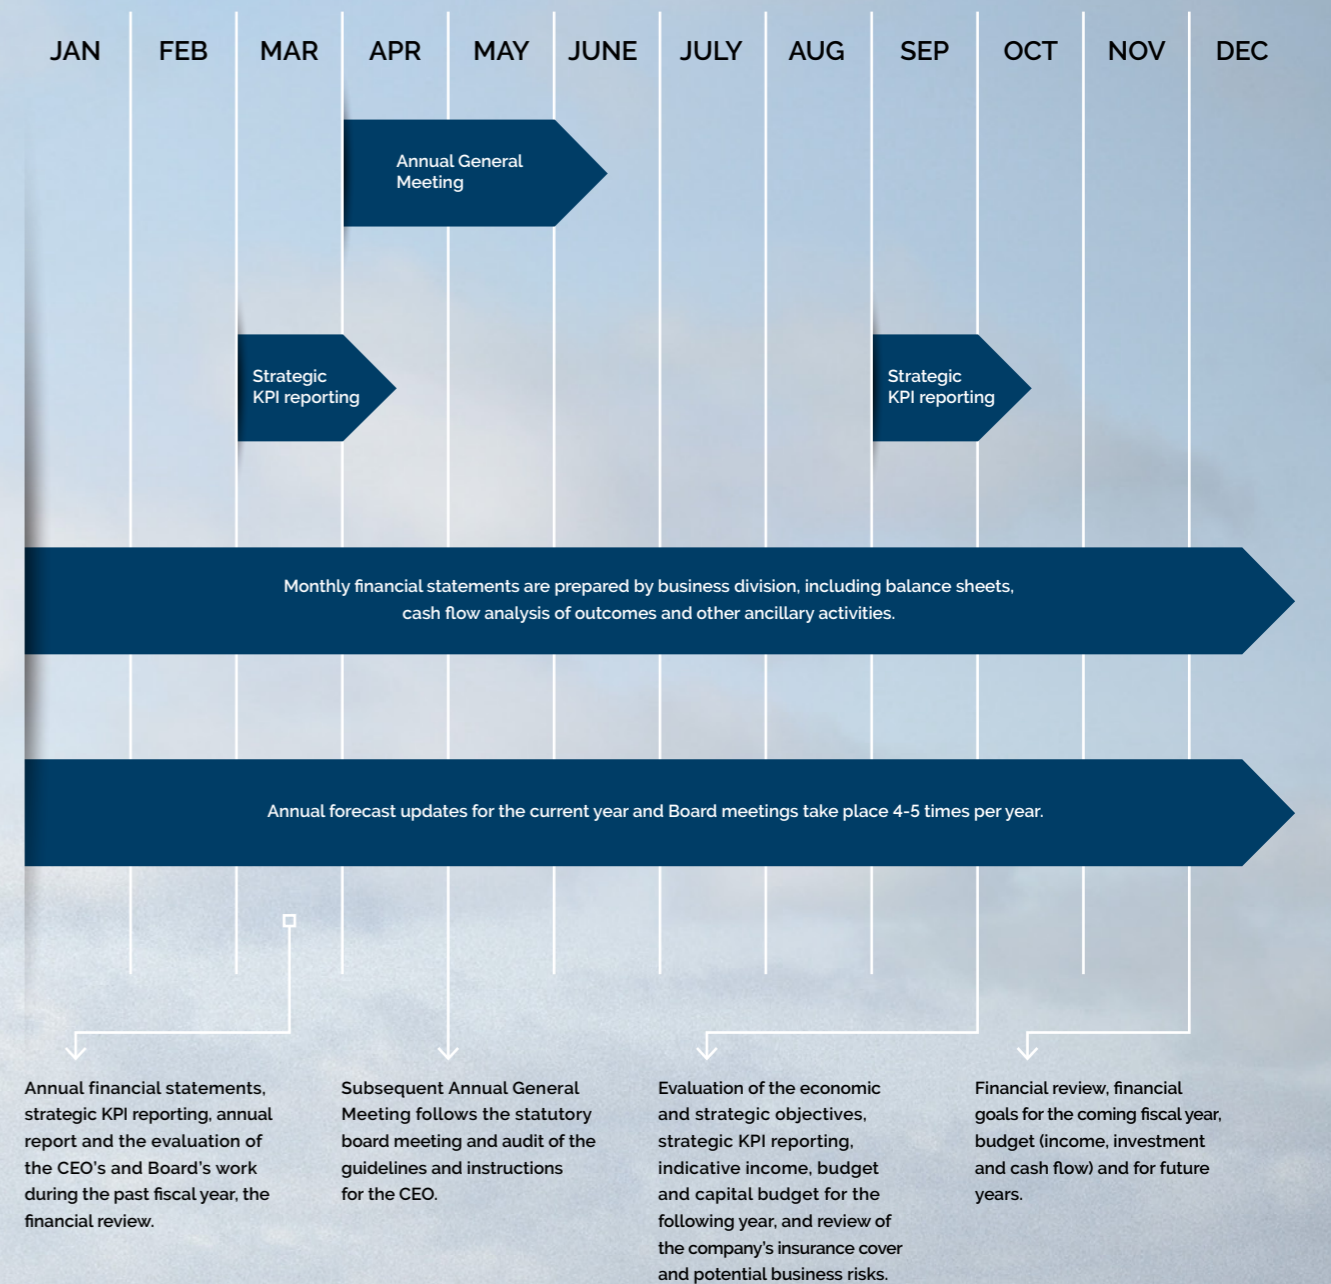 JAN FEB MAR APR MAY JUNE JULY AUG SEP OCT NOV DEC
Annual General
Meeting
Strategic
KPI reporting
Strategic
KPI reporting
Monthly financial statements are prepared by business division, including balance sheets,
cash flow analysis of outcomes and other ancillary activities.
Annual forecast updates for the current year and Board meetings take place 4-5 times per year.
Annual financial statements,
strategic KPI reporting, annual
report and the evaluation of
the CEO's and Board's work
during the past fiscal year, the
financial review.
Subsequent Annual General
Meeting follows the statutory
board meeting and audit of the
guidelines and instructions
for the CEO.
Evaluation of the economic
and strategic objectives,
strategic KPI reporting,
indicative income, budget
and capital budget for the
following year, and review of
the company's insurance cover
and potential business risks.
Financial review, financial
goals for the coming fiscal year,
budget (income, investment
and cash flow) and for future
years.